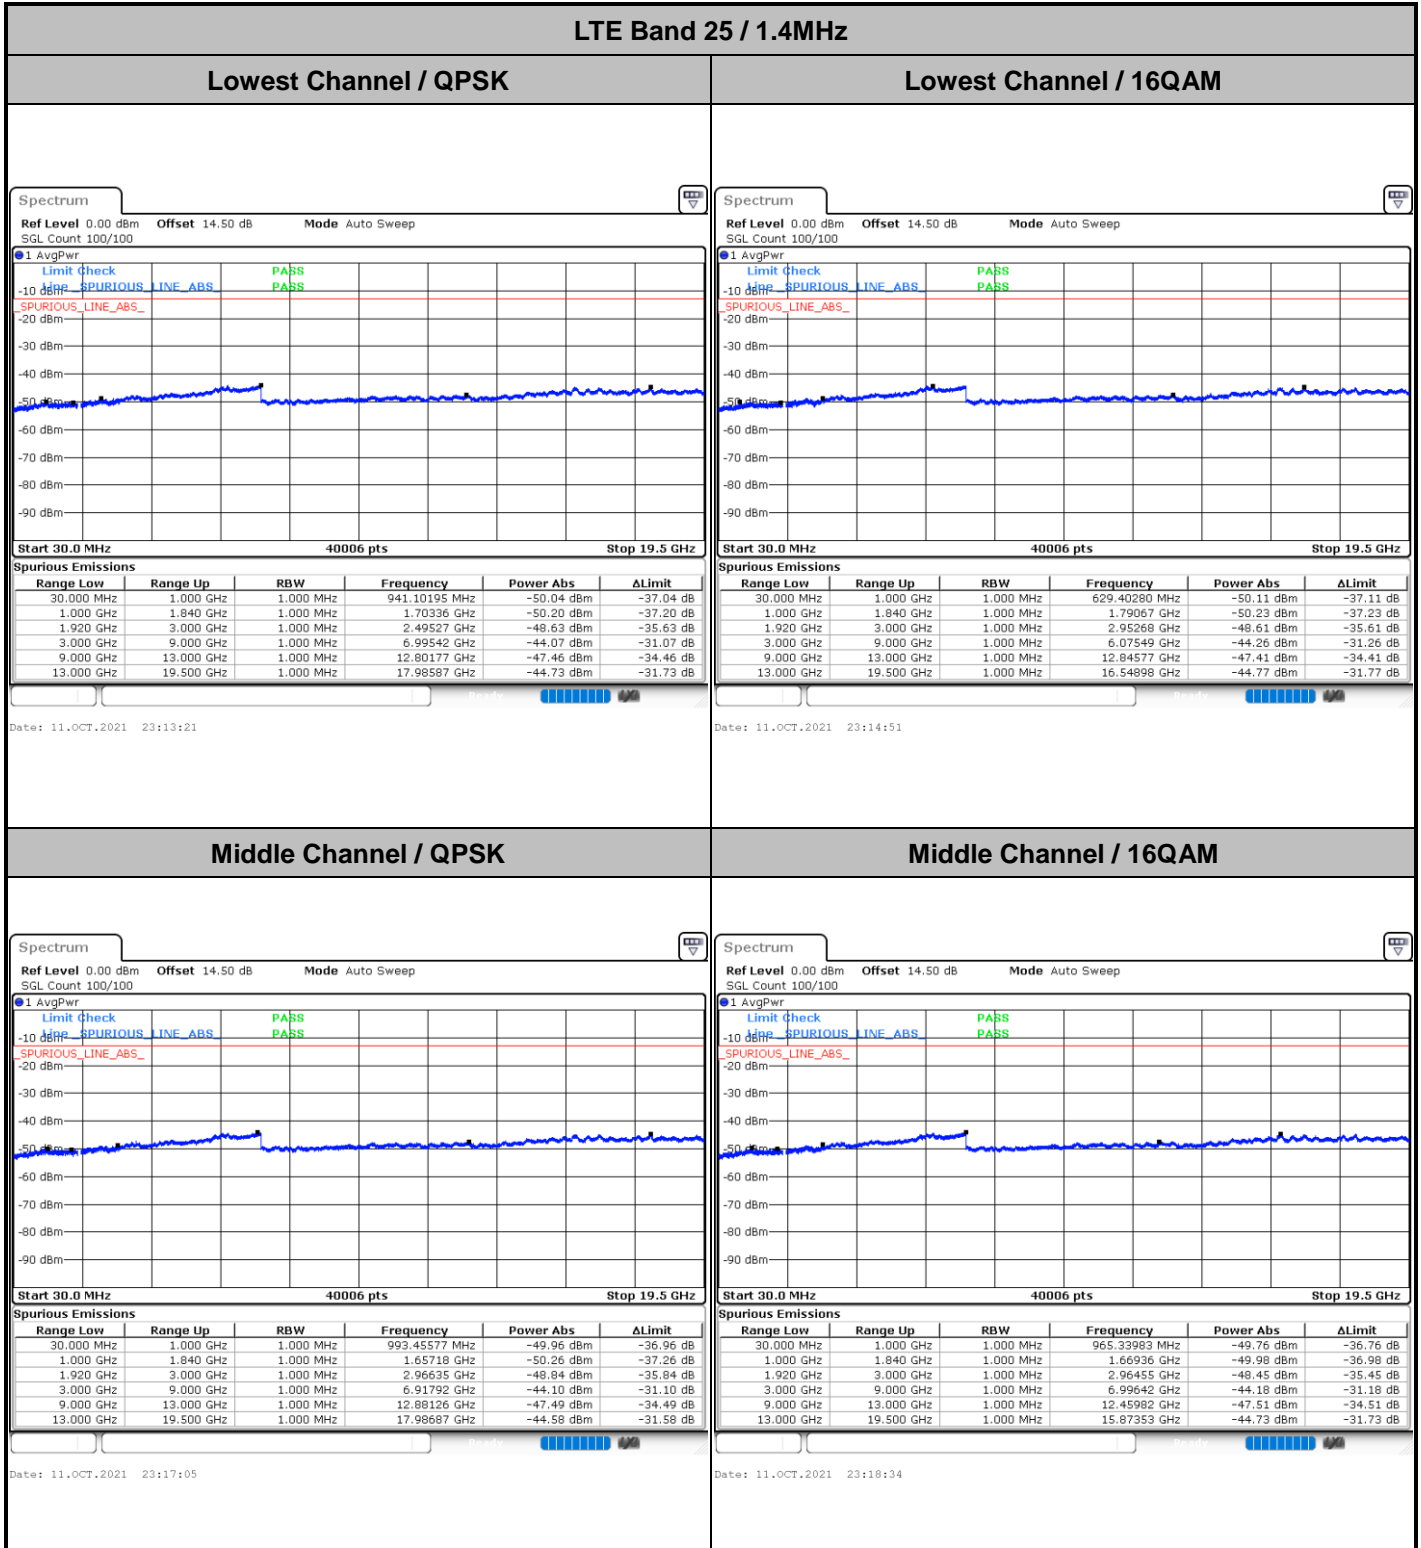 LTE Band 25 / 1.4MHz
Lowest Channel / QPSK
Lowest Channel / 16QAM
Spectrum
Ref Level 0.00 dBm Offset 14.50 dB Mode Auto Sweep
SGL Count 100/100
1 AvgPwr
Limit Check PASS
Line _SPURIOUS_LINE_ABS_ PASS
-10 dBm
_SPURIOUS_LINE_ABS_
-20 dBm
-30 dBm
-40 dBm
-50 dBm
-60 dBm
-70 dBm
-80 dBm
-90 dBm
Start 30.0 MHz 40006 pts Stop 19.5 GHz
Spurious Emissions
Range Low Range Up RBW Frequency Power Abs ΔLimit
30.000 MHz 1.000 GHz 1.000 MHz 941.10195 MHz -50.04 dBm -37.04 dB
1.000 GHz 1.840 GHz 1.000 MHz 1.70336 GHz -50.20 dBm -37.20 dB
1.920 GHz 3.000 GHz 1.000 MHz 2.49527 GHz -48.63 dBm -35.63 dB
3.000 GHz 9.000 GHz 1.000 MHz 6.99542 GHz -44.07 dBm -31.07 dB
9.000 GHz 13.000 GHz 1.000 MHz 12.80177 GHz -47.46 dBm -34.46 dB
13.000 GHz 19.500 GHz 1.000 MHz 17.98587 GHz -44.73 dBm -31.73 dB
Ready
Date: 11.OCT.2021 23:13:21
Spectrum
Ref Level 0.00 dBm Offset 14.50 dB Mode Auto Sweep
SGL Count 100/100
1 AvgPwr
Limit Check PASS
Line _SPURIOUS_LINE_ABS_ PASS
-10 dBm
_SPURIOUS_LINE_ABS_
-20 dBm
-30 dBm
-40 dBm
-50 dBm
-60 dBm
-70 dBm
-80 dBm
-90 dBm
Start 30.0 MHz 40006 pts Stop 19.5 GHz
Spurious Emissions
Range Low Range Up RBW Frequency Power Abs ΔLimit
30.000 MHz 1.000 GHz 1.000 MHz 629.40280 MHz -50.11 dBm -37.11 dB
1.000 GHz 1.840 GHz 1.000 MHz 1.79067 GHz -50.23 dBm -37.23 dB
1.920 GHz 3.000 GHz 1.000 MHz 2.95268 GHz -48.61 dBm -35.61 dB
3.000 GHz 9.000 GHz 1.000 MHz 6.07549 GHz -44.26 dBm -31.26 dB
9.000 GHz 13.000 GHz 1.000 MHz 12.84577 GHz -47.41 dBm -34.41 dB
13.000 GHz 19.500 GHz 1.000 MHz 16.54898 GHz -44.77 dBm -31.77 dB
Ready
Date: 11.OCT.2021 23:14:51
Middle Channel / QPSK
Middle Channel / 16QAM
Spectrum
Ref Level 0.00 dBm Offset 14.50 dB Mode Auto Sweep
SGL Count 100/100
1 AvgPwr
Limit Check PASS
Line _SPURIOUS_LINE_ABS_ PASS
-10 dBm
_SPURIOUS_LINE_ABS_
-20 dBm
-30 dBm
-40 dBm
-50 dBm
-60 dBm
-70 dBm
-80 dBm
-90 dBm
Start 30.0 MHz 40006 pts Stop 19.5 GHz
Spurious Emissions
Range Low Range Up RBW Frequency Power Abs ΔLimit
30.000 MHz 1.000 GHz 1.000 MHz 993.45577 MHz -49.96 dBm -36.96 dB
1.000 GHz 1.840 GHz 1.000 MHz 1.65718 GHz -50.26 dBm -37.26 dB
1.920 GHz 3.000 GHz 1.000 MHz 2.96635 GHz -48.84 dBm -35.84 dB
3.000 GHz 9.000 GHz 1.000 MHz 6.91792 GHz -44.10 dBm -31.10 dB
9.000 GHz 13.000 GHz 1.000 MHz 12.88126 GHz -47.49 dBm -34.49 dB
13.000 GHz 19.500 GHz 1.000 MHz 17.98687 GHz -44.58 dBm -31.58 dB
Ready
Date: 11.OCT.2021 23:17:05
Spectrum
Ref Level 0.00 dBm Offset 14.50 dB Mode Auto Sweep
SGL Count 100/100
1 AvgPwr
Limit Check PASS
Line _SPURIOUS_LINE_ABS_ PASS
-10 dBm
_SPURIOUS_LINE_ABS_
-20 dBm
-30 dBm
-40 dBm
-50 dBm
-60 dBm
-70 dBm
-80 dBm
-90 dBm
Start 30.0 MHz 40006 pts Stop 19.5 GHz
Spurious Emissions
Range Low Range Up RBW Frequency Power Abs ΔLimit
30.000 MHz 1.000 GHz 1.000 MHz 965.33983 MHz -49.76 dBm -36.76 dB
1.000 GHz 1.840 GHz 1.000 MHz 1.66936 GHz -49.98 dBm -36.98 dB
1.920 GHz 3.000 GHz 1.000 MHz 2.96455 GHz -48.45 dBm -35.45 dB
3.000 GHz 9.000 GHz 1.000 MHz 6.99642 GHz -44.18 dBm -31.18 dB
9.000 GHz 13.000 GHz 1.000 MHz 12.45982 GHz -47.51 dBm -34.51 dB
13.000 GHz 19.500 GHz 1.000 MHz 15.87353 GHz -44.73 dBm -31.73 dB
Ready
Date: 11.OCT.2021 23:18:34